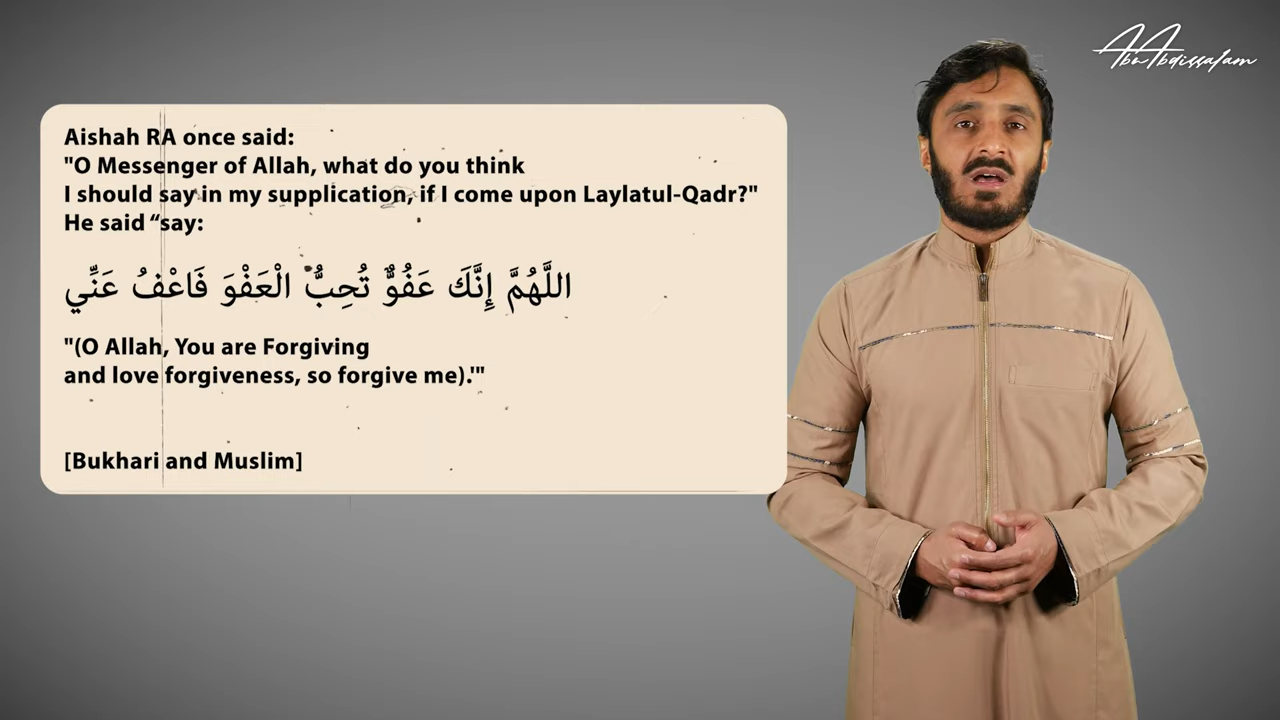 AbuAbdissalam
Aishah RA once said:
"O Messenger of Allah, what do you think
I should say in my supplication, if I come upon Laylatul-Qadr?"
He said “say:
اللَّهُمَّ إِنَّكَ عَفُوٌّ تُحِبُّ الْعَفْوَ فَاعْفُ عَنِّي
"(O Allah, You are Forgiving
and love forgiveness, so forgive me).'"
[Bukhari and Muslim]